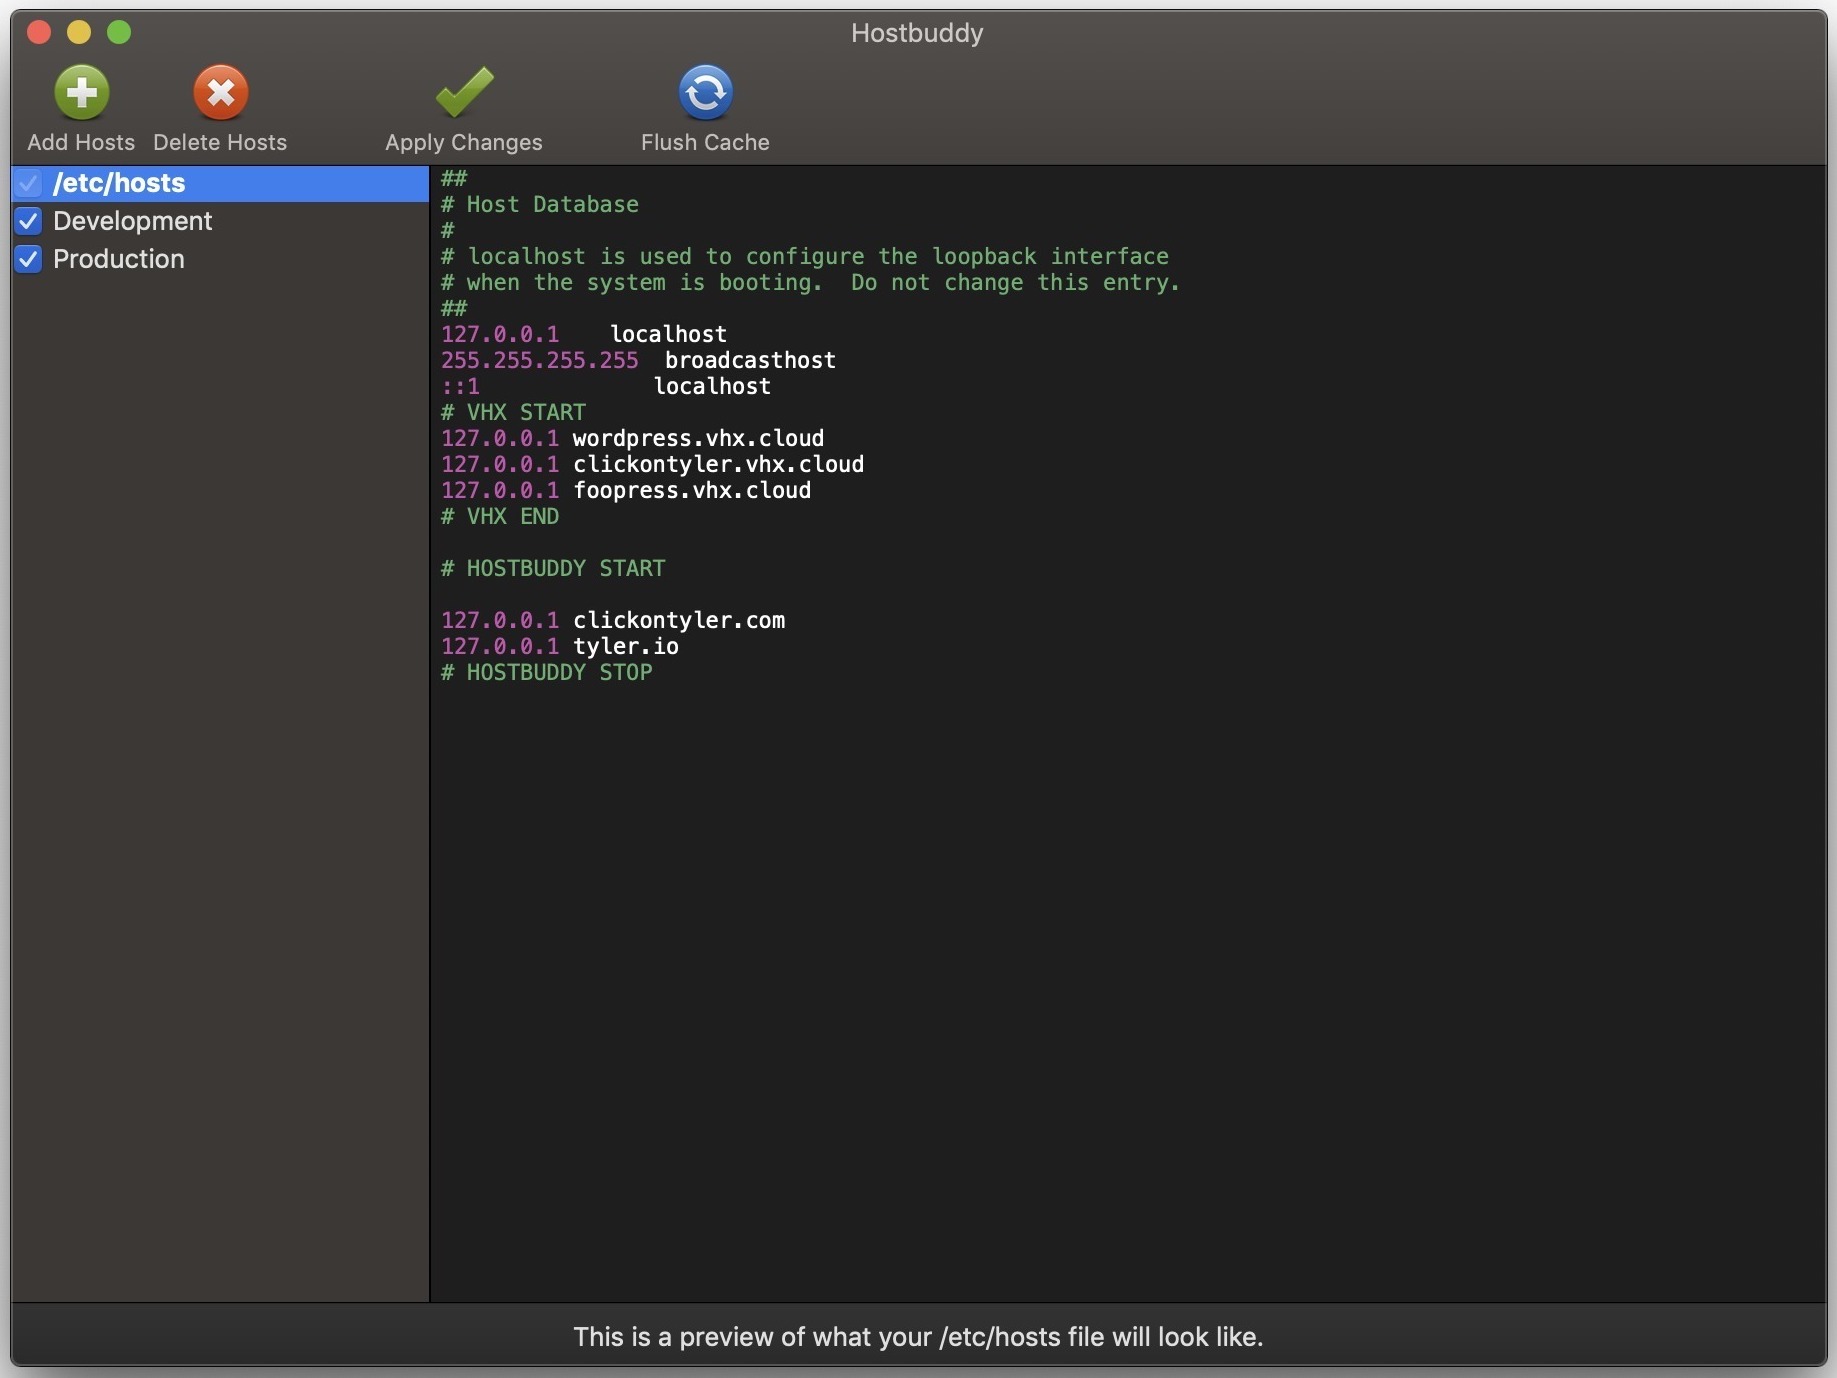 Hostbuddy
Add Hosts
Delete Hosts
Apply Changes
Flush Cache
/etc/hosts
Development
Production
##
# Host Database
#
# localhost is used to configure the loopback interface
# when the system is booting.  Do not change this entry.
##
127.0.0.1    localhost
255.255.255.255  broadcasthost
::1             localhost
# VHX START
127.0.0.1 wordpress.vhx.cloud
127.0.0.1 clickontyler.vhx.cloud
127.0.0.1 foopress.vhx.cloud
# VHX END
# HOSTBUDDY START
127.0.0.1 clickontyler.com
127.0.0.1 tyler.io
# HOSTBUDDY STOP
This is a preview of what your /etc/hosts file will look like.